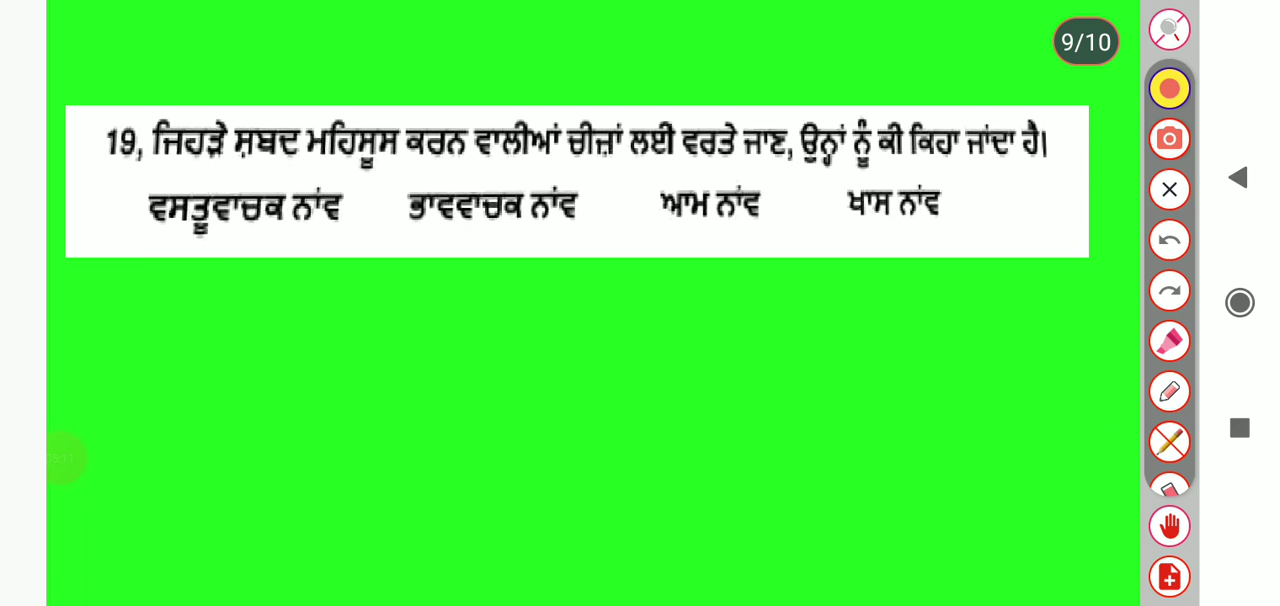 9/10
19, ਜਿਹੜੇ ਸ਼ਬਦ ਮਹਿਸੂਸ ਕਰਨ ਵਾਲੀਆਂ ਚੀਜ਼ਾਂ ਲਈ ਵਰਤੇ ਜਾਣ, ਉਨ੍ਹਾਂ ਨੂੰ ਕੀ ਕਿਹਾ ਜਾਂਦਾ ਹੈ।
ਵਸਤੂਵਾਚਕ ਨਾਂਵ ਭਾਵਵਾਚਕ ਨਾਂਵ ਆਮ ਨਾਂਵ ਖਾਸ ਨਾਂਵ